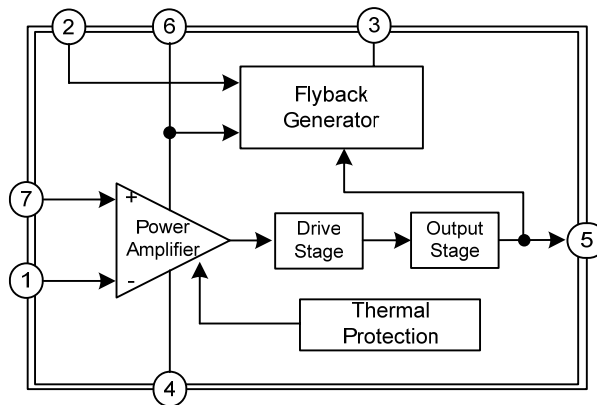 2
6
3
Flyback
Generator
7
+
Power
Amplifier
-
Drive
Stage
Output
Stage
5
1
Thermal
Protection
4